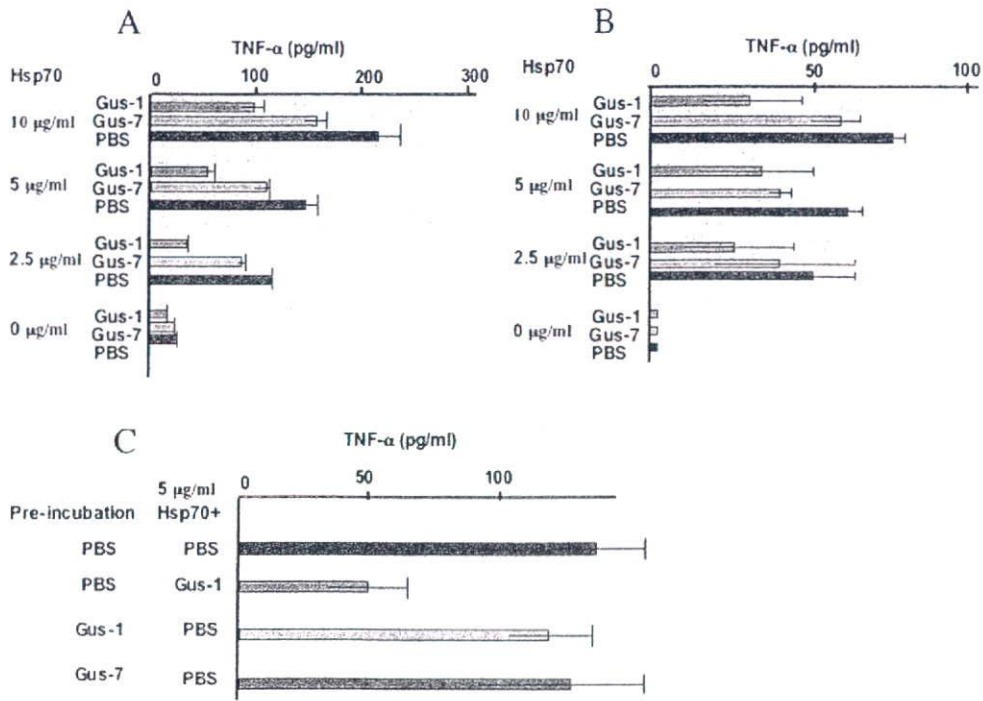 A
TNF-α (pg/ml)
Hsp70
0 100 200 300
10 µg/ml
Gus-1
Gus-7
PBS
5 µg/ml
Gus-1
Gus-7
PBS
2.5 µg/ml
Gus-1
Gus-7
PBS
0 µg/ml
Gus-1
Gus-7
PBS
B
TNF-α (pg/ml)
Hsp70
0 50 100
10 µg/ml
Gus-1
Gus-7
PBS
5 µg/ml
Gus-1
Gus-7
PBS
2.5 µg/ml
Gus-1
Gus-7
PBS
0 µg/ml
Gus-1
Gus-7
PBS
C
TNF-α (pg/ml)
0 50 100
5 µg/ml
Pre-incubation Hsp70+
PBS PBS
PBS Gus-1
Gus-1 PBS
Gus-7 PBS